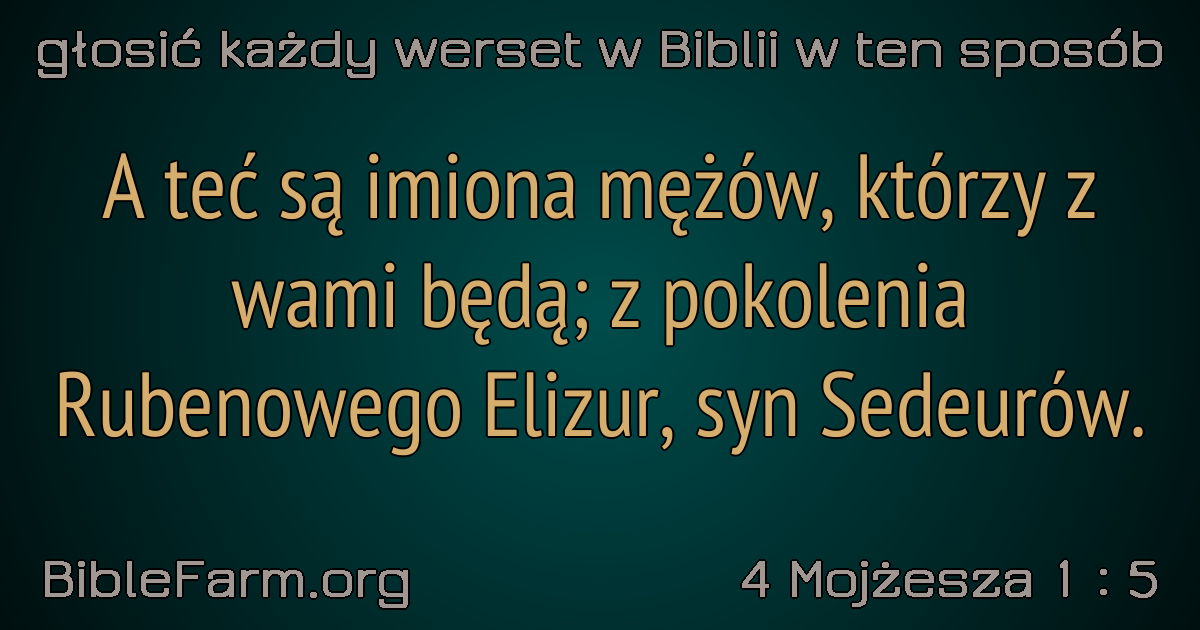 głosić każdy werset w Biblii w ten sposób
A teć są imiona mężów, którzy z
wami będą; z pokolenia
Rubenowego Elizur, syn Sedeurów.
BibleFarm.org
4 Mojżesza 1 : 5